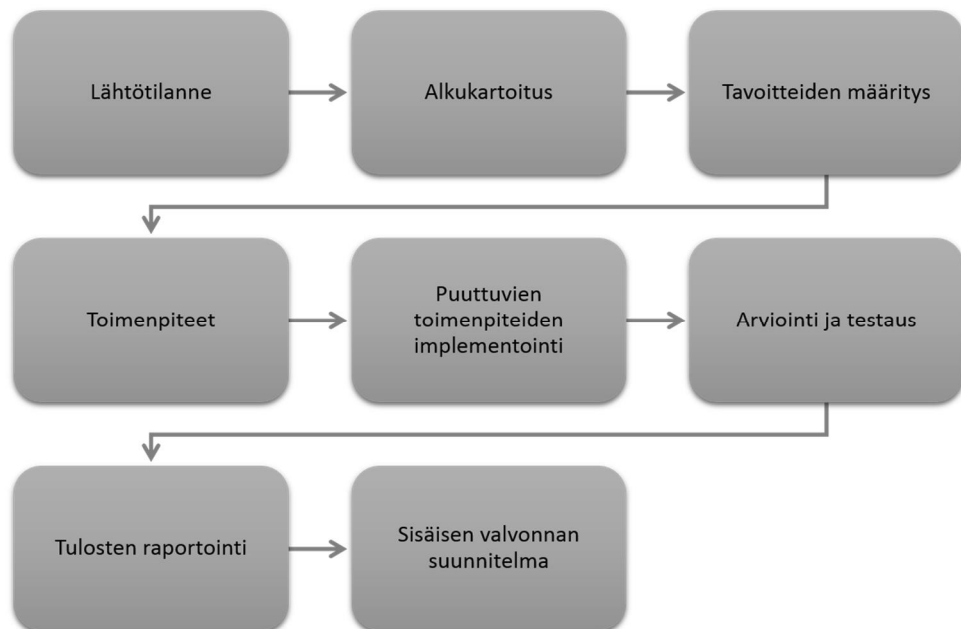 Lähtötilanne
Alkukartoitus
Tavoitteiden määritys
Toimenpiteet
Puuttuvien
toimenpiteiden
implementointi
Arviointi ja testaus
Tulosten raportointi
Sisäisen valvonnan
suunnitelma